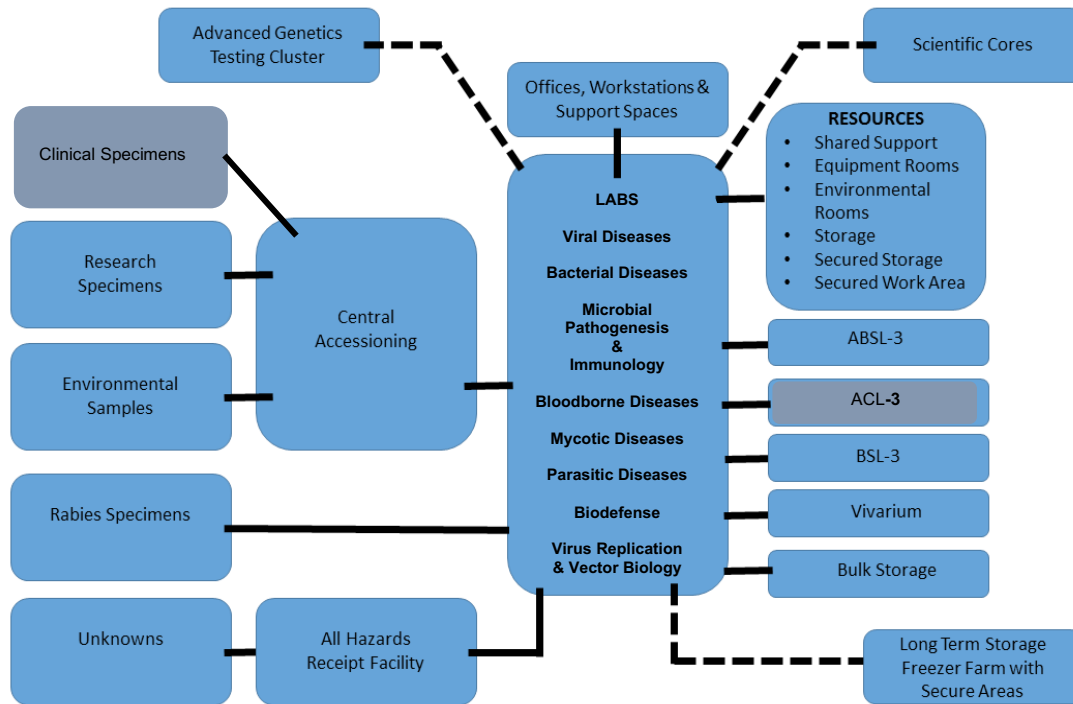 Advanced Genetics
Testing Cluster
Scientific Cores
Offices, Workstations &
Support Spaces
Clinical Specimens
Research
Specimens
Environmental
Samples
Central
Accessioning
Rabies Specimens
Unknowns
All Hazards
Receipt Facility
LABS
Viral Diseases
Bacterial Diseases
Microbial
Pathogenesis
&
Immunology
Bloodborne Diseases
Mycotic Diseases
Parasitic Diseases
Biodefense
Virus Replication
& Vector Biology
RESOURCES
• Shared Support
• Equipment Rooms
• Environmental
Rooms
• Storage
• Secured Storage
• Secured Work Area
ABSL-3
ACL-3
BSL-3
Vivarium
Bulk Storage
Long Term Storage
Freezer Farm with
Secure Areas